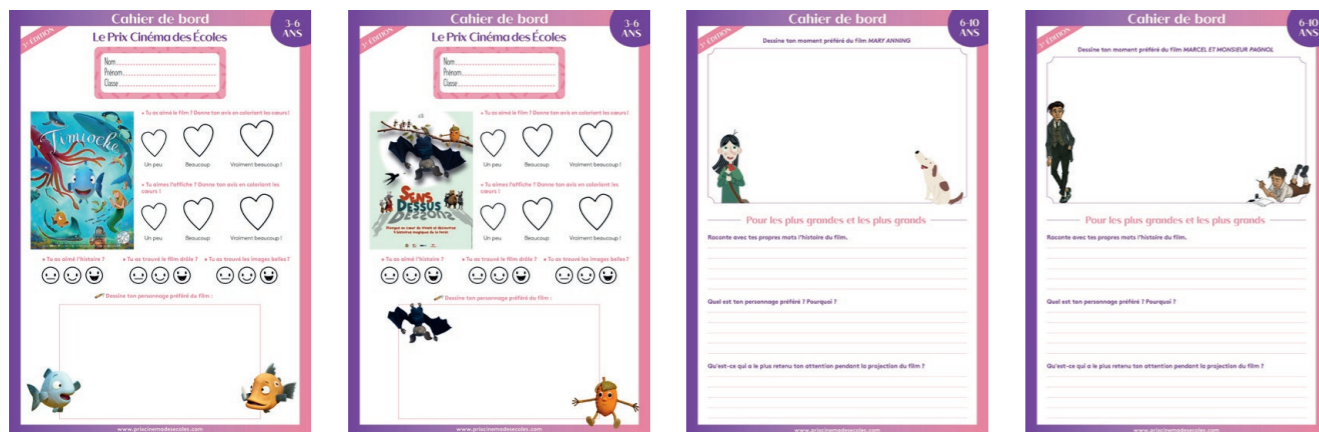 Cahier de bord
3-6
ANS
3e ÉDITION
Le Prix Cinéma des Écoles
Nom
Prénom
Classe
Timioche
• Tu as aimé le film ? Donne ton avis en coloriant les cœurs !
Un peu
Beaucoup
Vraiment beaucoup !
• Tu aimes l'affiche ? Donne ton avis en coloriant les
cœurs !
Un peu
Beaucoup
Vraiment beaucoup !
• Tu as aimé l'histoire ?
• Tu as trouvé le film drôle ?
• Tu as trouvé les images belles ?
Dessine ton personnage préféré du film :
www.prixcinemadesecoles.com
Cahier de bord
3-6
ANS
3e ÉDITION
Le Prix Cinéma des Écoles
Nom
Prénom
Classe
SENS
DESSUS
DESSOUS
• Tu as aimé le film ? Donne ton avis en coloriant les cœurs !
Un peu
Beaucoup
Vraiment beaucoup !
• Tu aimes l'affiche ? Donne ton avis en coloriant les
cœurs !
Un peu
Beaucoup
Vraiment beaucoup !
• Tu as aimé l'histoire ?
• Tu as trouvé le film drôle ?
• Tu as trouvé les images belles ?
Dessine ton personnage préféré du film :
www.prixcinemadesecoles.com
Cahier de bord
6-10
ANS
3e ÉDITION
Dessine ton moment préféré du film MARY ANNING
Pour les plus grandes et les plus grands
Raconte avec tes propres mots l'histoire du film.
Quel est ton personnage préféré ? Pourquoi ?
Qu'est-ce qui a le plus retenu ton attention pendant la projection du film ?
www.prixcinemadesecoles.com
Cahier de bord
6-10
ANS
3e ÉDITION
Dessine ton moment préféré du film MARCEL ET MONSIEUR PAGNOL
Pour les plus grandes et les plus grands
Raconte avec tes propres mots l'histoire du film.
Quel est ton personnage préféré ? Pourquoi ?
Qu'est-ce qui a le plus retenu ton attention pendant la projection du film ?
www.prixcinemadesecoles.com